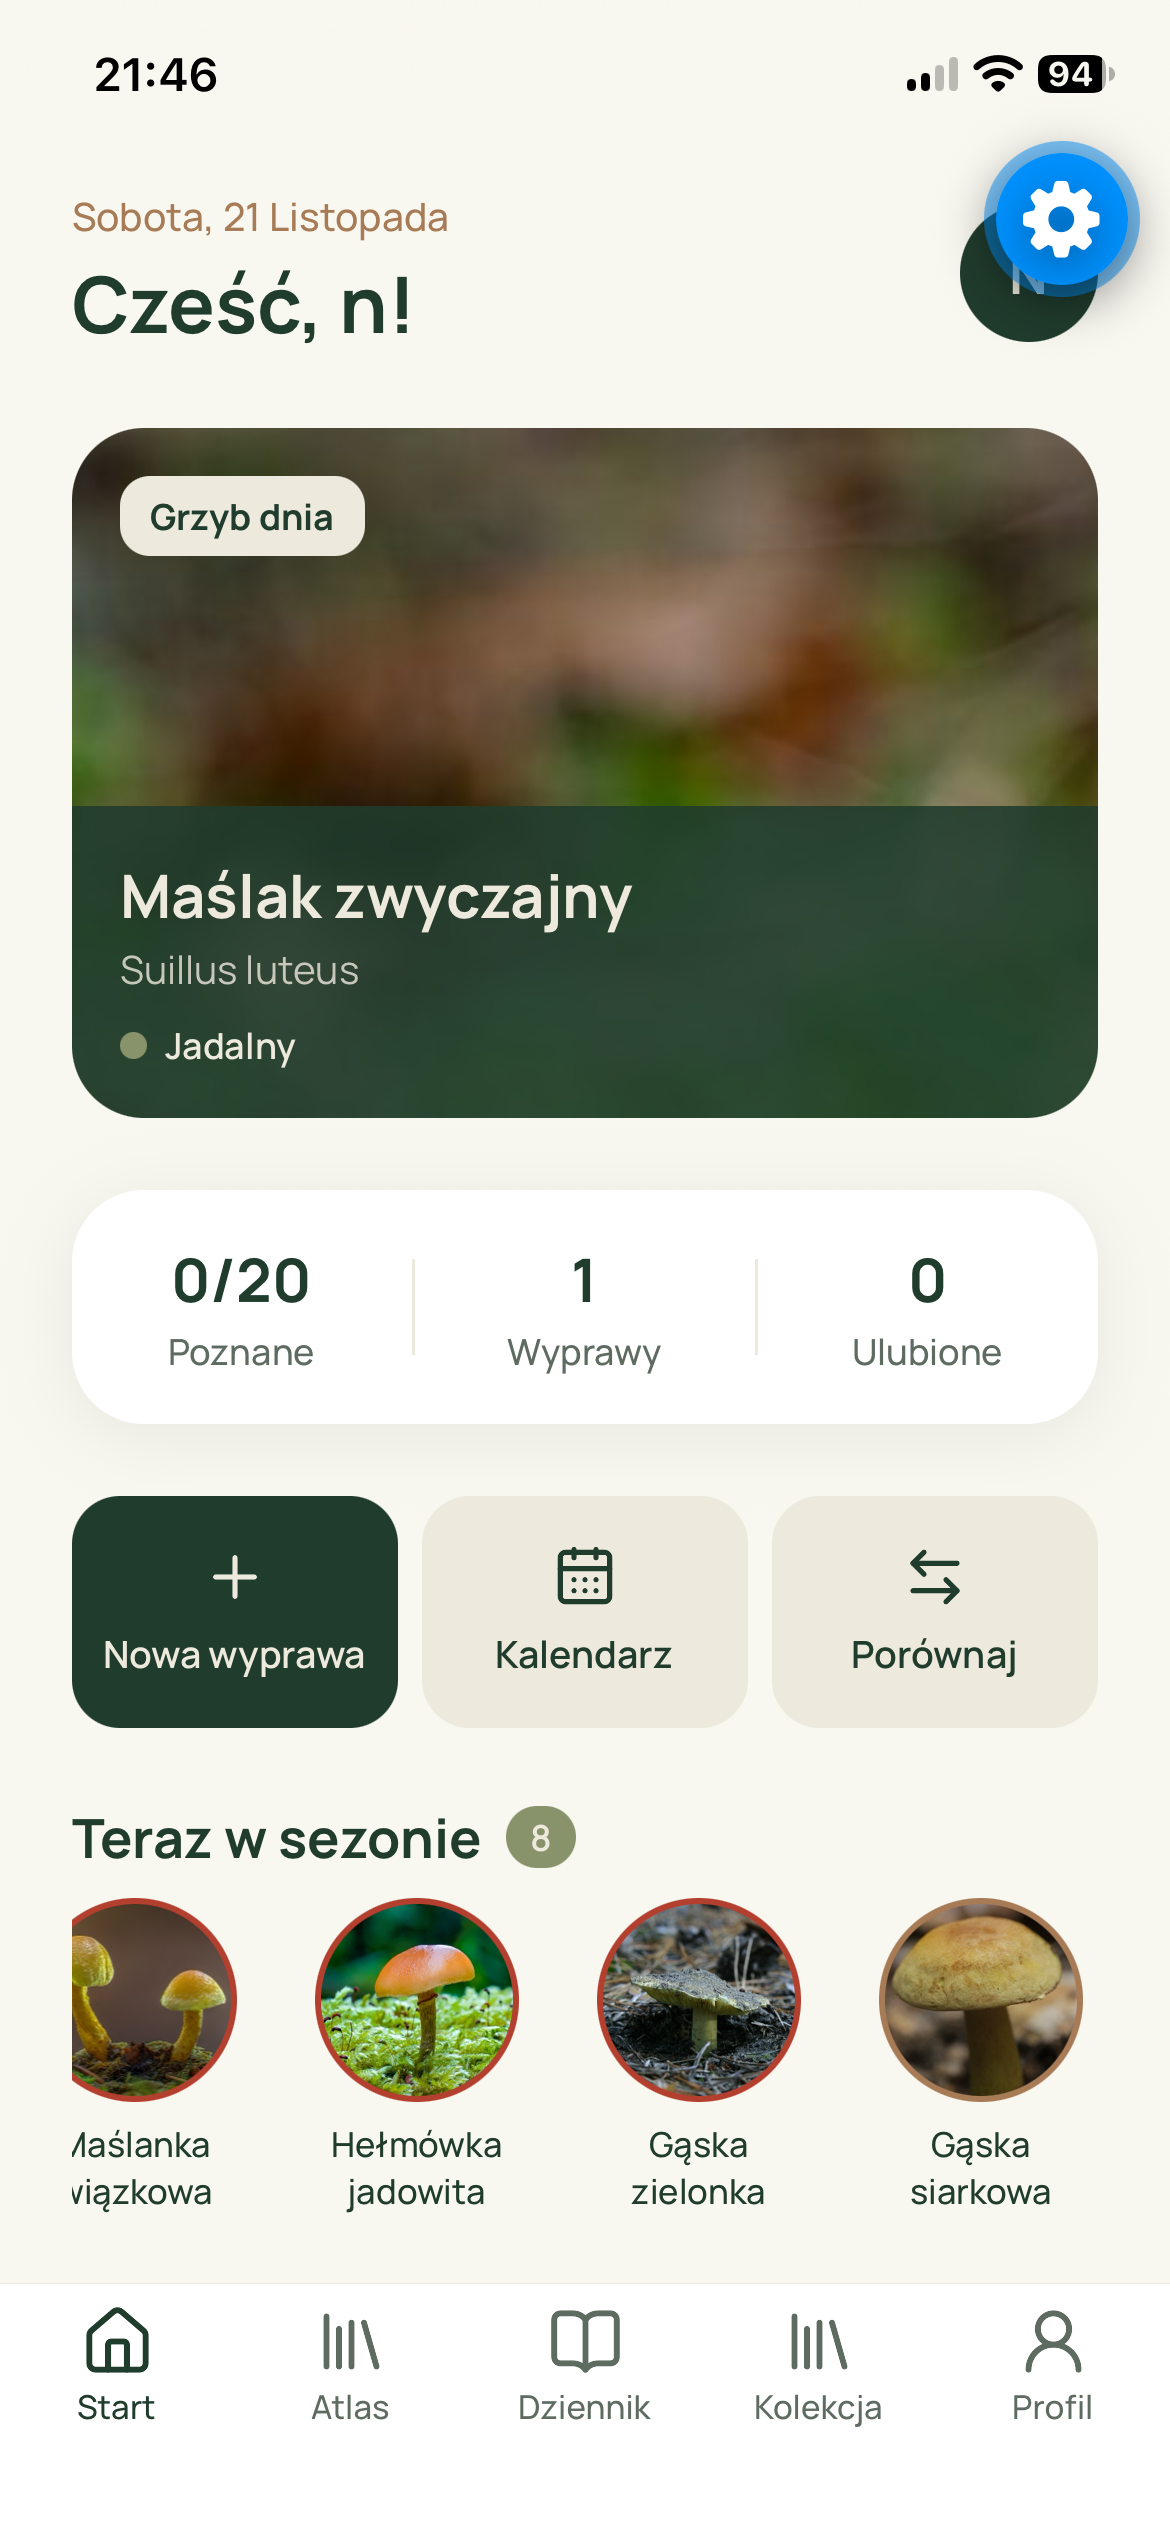 21:46
94
Sobota, 21 Listopada
Cześć, n!
N
Grzyb dnia
Maślak zwyczajny
Suillus luteus
Jadalny
0/20
Poznane
1
Wyprawy
0
Ulubione
Nowa wyprawa
Kalendarz
Porównaj
Teraz w sezonie
8
Maślanka
wiązkowa
Hełmówka
jadowita
Gąska
zielonka
Gąska
siarkowa
Start
Atlas
Dziennik
Kolekcja
Profil